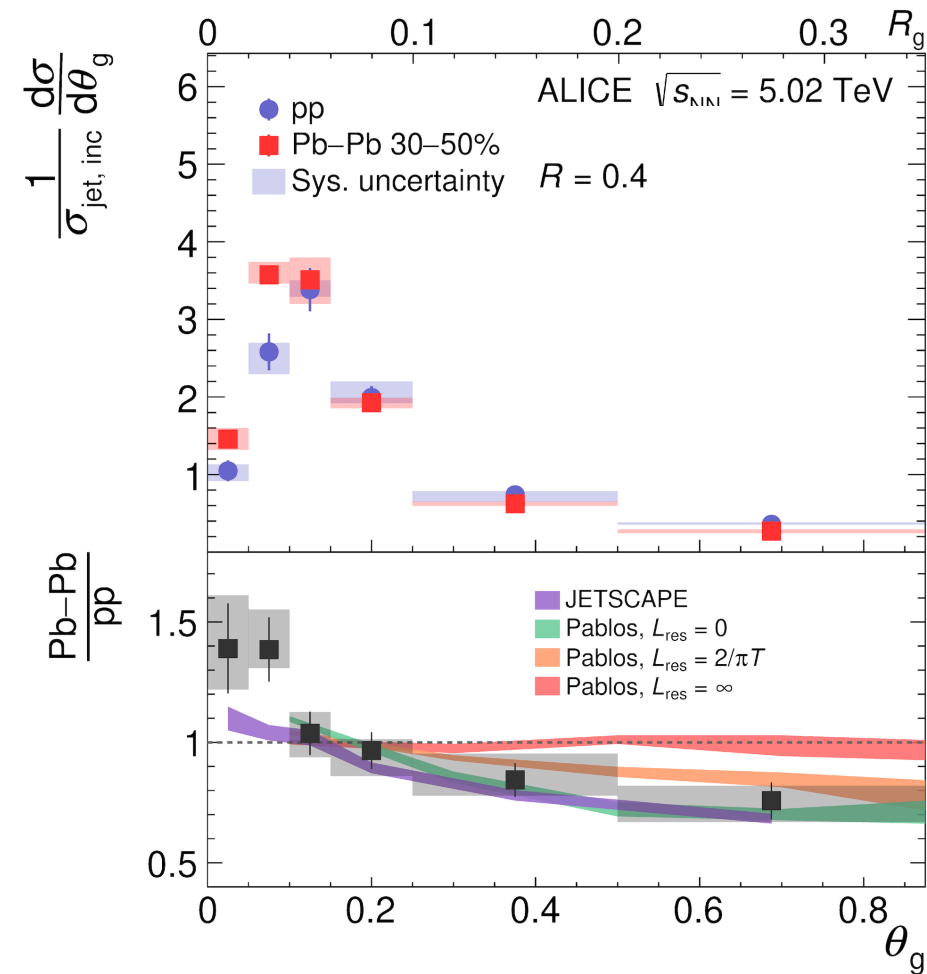 0 0.1 0.2 0.3 R_g
1/σ_jet, inc dσ/dθ_g
ALICE √s_NN = 5.02 TeV
pp
Pb–Pb 30–50%
Sys. uncertainty
R = 0.4
6
5
4
3
2
1
Pb–Pb/pp
JETSCAPE
Pablos, L_res = 0
Pablos, L_res = 2/πT
Pablos, L_res = ∞
1.5
1
0.5
0 0.2 0.4 0.6 0.8
θ_g